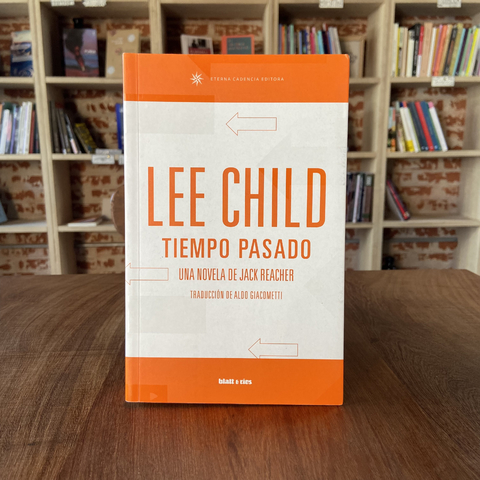 ETERNA CADENCIA EDITORA
LEE CHILD
TIEMPO PASADO
UNA NOVELA DE JACK REACHER
TRADUCCIÓN DE ALDO GIACOMETTI
blatt & ríos